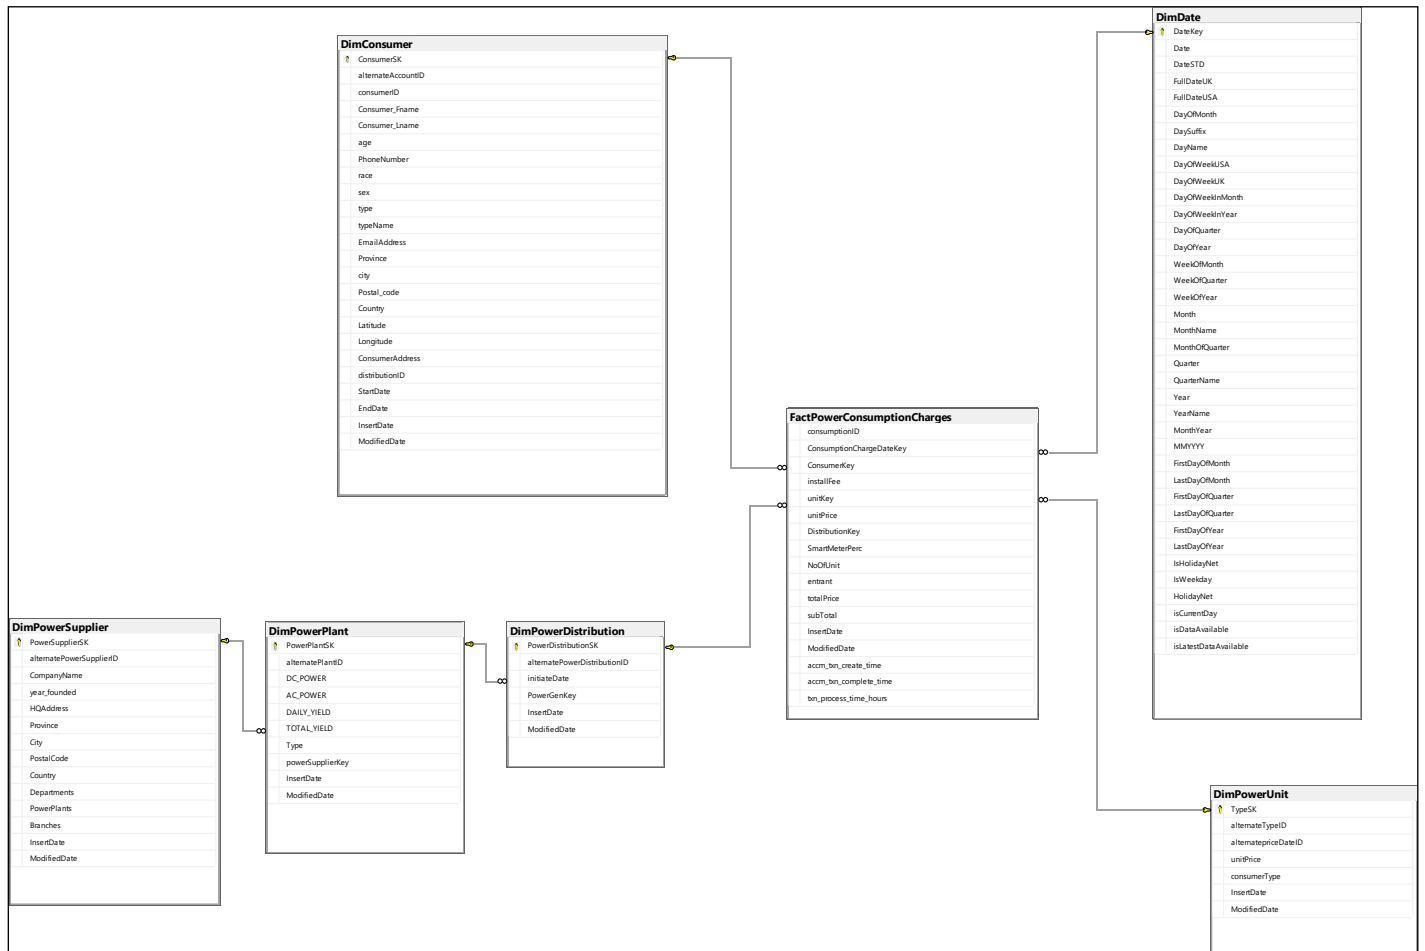 DimConsumer
ConsumerSK
alternateAccountID
consumerID
Consumer_Fname
Consumer_Lname
age
PhoneNumber
race
sex
type
typeName
EmailAddress
Province
city
Postal_code
Country
Latitude
Longitude
ConsumerAddress
distributionID
StartDate
EndDate
InsertDate
ModifiedDate
DimDate
DateKey
Date
DateSTD
FullDateUK
FullDateUSA
DayOfMonth
DaySuffix
DayName
DayOfWeekUSA
DayOfWeekUK
DayOfWeekInMonth
DayOfWeekInYear
DayOfQuarter
DayOfYear
WeekOfMonth
WeekOfQuarter
WeekOfYear
Month
MonthName
MonthOfQuarter
Quarter
QuarterName
Year
YearName
MonthYear
MMYYYY
FirstDayOfMonth
LastDayOfMonth
FirstDayOfQuarter
LastDayOfQuarter
FirstDayOfYear
LastDayOfYear
IsHolidayNet
IsWeekday
HolidayNet
isCurrentDay
isDataAvailable
isLatestDataAvailable
FactPowerConsumptionCharges
consumptionID
ConsumptionChargeDateKey
ConsumerKey
installFee
unitKey
unitPrice
DistributionKey
SmartMeterPerc
NoOfUnit
entrant
totalPrice
subTotal
InsertDate
ModifiedDate
accm_txn_create_time
accm_txn_complete_time
txn_process_time_hours
DimPowerSupplier
PowerSupplierSK
alternatePowerSupplierID
CompanyName
year_founded
HQAddress
Province
City
PostalCode
Country
Departments
PowerPlants
Branches
InsertDate
ModifiedDate
DimPowerPlant
PowerPlantSK
alternatePlantID
DC_POWER
AC_POWER
DAILY_YIELD
TOTAL_YIELD
Type
powerSupplierKey
InsertDate
ModifiedDate
DimPowerDistribution
PowerDistributionSK
alternatePowerDistributionID
initiateDate
PowerGenKey
InsertDate
ModifiedDate
DimPowerUnit
TypeSK
alternateTypeID
alternatepriceDateID
unitPrice
consumerType
InsertDate
ModifiedDate